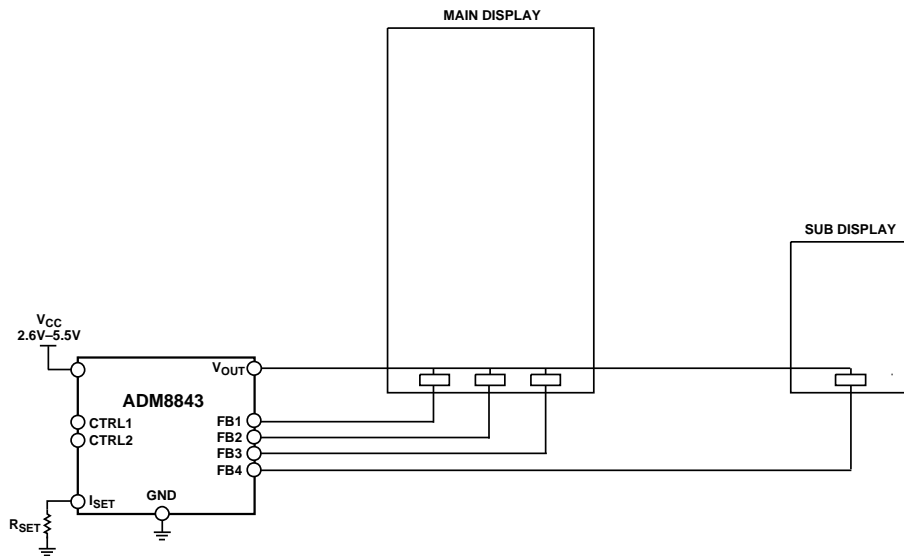 MAIN DISPLAY
SUB DISPLAY
VCC
2.6V–5.5V
VOUT
ADM8843
CTRL1
CTRL2
FB1
FB2
FB3
FB4
ISET
GND
RSET